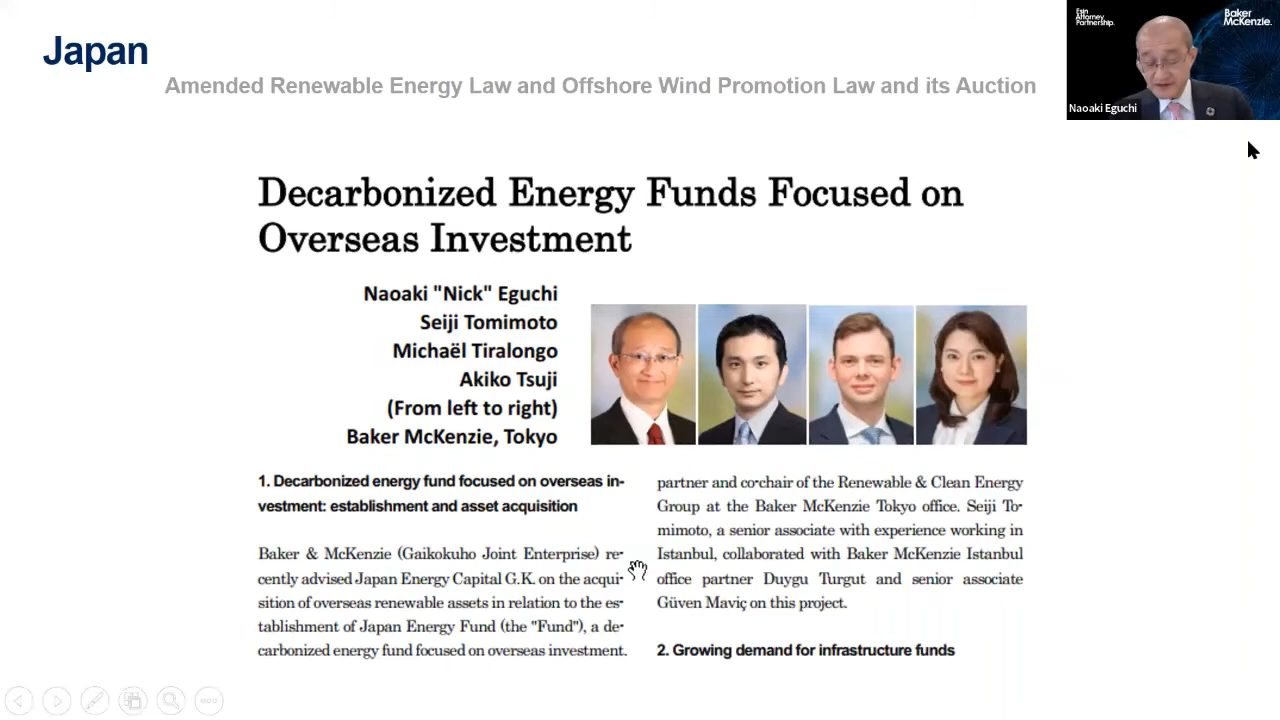 Japan
Amended Renewable Energy Law and Offshore Wind Promotion Law and its Auction
Esin
Attorney
Partnership.
Baker
McKenzie.
Naoaki Eguchi
Decarbonized Energy Funds Focused on
Overseas Investment
Naoaki "Nick" Eguchi
Seiji Tomimoto
Michaël Tiralongo
Akiko Tsuji
(From left to right)
Baker McKenzie, Tokyo
1. Decarbonized energy fund focused on overseas in-
vestment: establishment and asset acquisition
Baker & McKenzie (Gaikokuho Joint Enterprise) re-
cently advised Japan Energy Capital G.K. on the acqui-
sition of overseas renewable assets in relation to the es-
tablishment of Japan Energy Fund (the "Fund"), a de-
carbonized energy fund focused on overseas investment.
partner and co-chair of the Renewable & Clean Energy
Group at the Baker McKenzie Tokyo office. Seiji To-
mimoto, a senior associate with experience working in
Istanbul, collaborated with Baker McKenzie Istanbul
office partner Duygu Turgut and senior associate
Güven Maviç on this project.
2. Growing demand for infrastructure funds